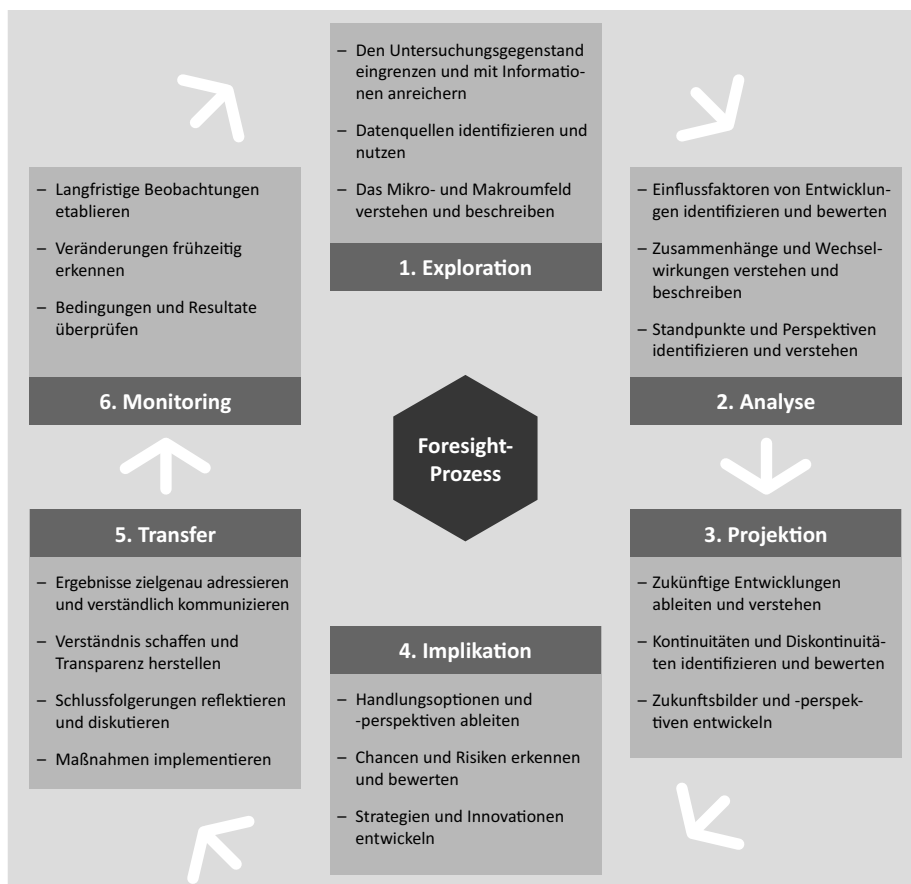 – Den Untersuchungsgegenstand
eingrenzen und mit Informatio-
nen anreichern
– Datenquellen identifizieren und
nutzen
– Das Mikro- und Makroumfeld
verstehen und beschreiben
1. Exploration
– Einflussfaktoren von Entwicklun-
gen identifizieren und bewerten
– Zusammenhänge und Wechsel-
wirkungen verstehen und
beschreiben
– Standpunkte und Perspektiven
identifizieren und verstehen
2. Analyse
3. Projektion
– Zukünftige Entwicklungen
ableiten und verstehen
– Kontinuitäten und Diskontinuitä-
ten identifizieren und bewerten
– Zukunftsbilder und -perspek-
tiven entwickeln
4. Implikation
– Handlungsoptionen und
-perspektiven ableiten
– Chancen und Risiken erkennen
und bewerten
– Strategien und Innovationen
entwickeln
5. Transfer
– Ergebnisse zielgenau adressieren
und verständlich kommunizieren
– Verständnis schaffen und
Transparenz herstellen
– Schlussfolgerungen reflektieren
und diskutieren
– Maßnahmen implementieren
– Langfristige Beobachtungen
etablieren
– Veränderungen frühzeitig
erkennen
– Bedingungen und Resultate
überprüfen
6. Monitoring
Foresight-
Prozess